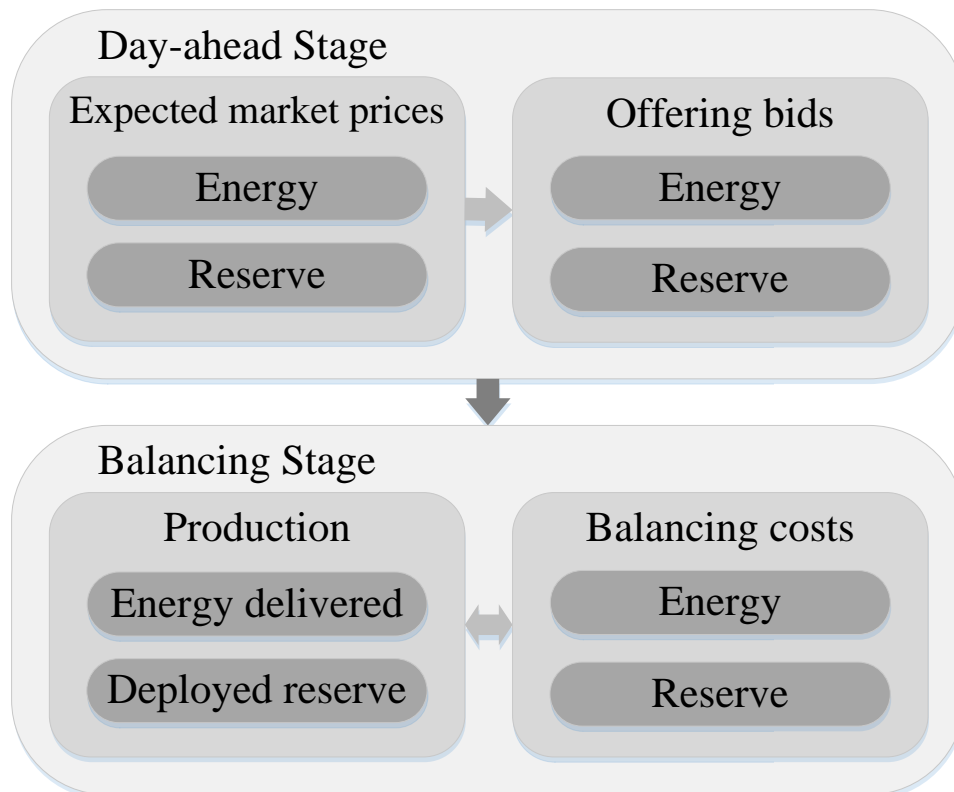 Day-ahead Stage
Expected market prices
Energy
Reserve
Offering bids
Energy
Reserve
Balancing Stage
Production
Energy delivered
Deployed reserve
Balancing costs
Energy
Reserve